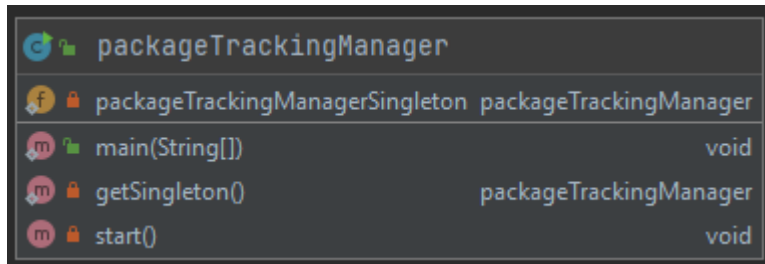 packageTrackingManager
packageTrackingManagerSingleton packageTrackingManager
main(String[]) void
getSingleton() packageTrackingManager
start() void